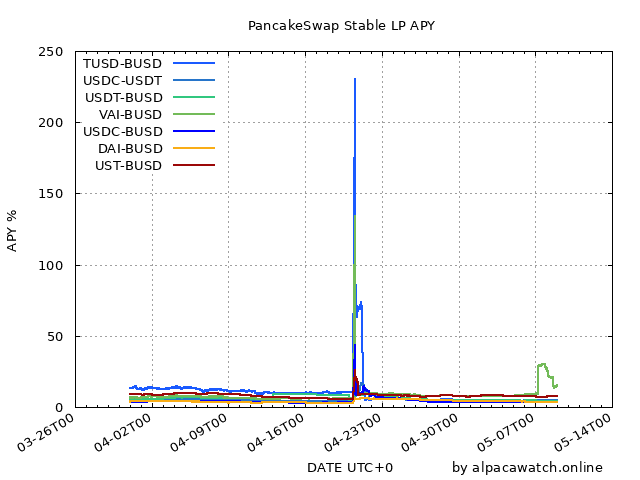 PancakeSwap Stable LP APY
250
200
150
100
50
0
APY %
TUSD-BUSD
USDC-USDT
USDT-BUSD
VAI-BUSD
USDC-BUSD
DAI-BUSD
UST-BUSD
03-26T00
04-02T00
04-09T00
04-16T00
04-23T00
04-30T00
05-07T00
05-14T00
DATE UTC+0
by alpacawatch.online